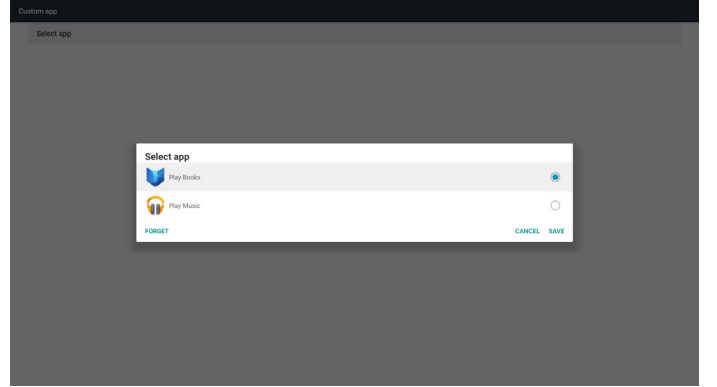 Custom app
Select app
Select app
Play Books
Play Music
FORGET CANCEL SAVE